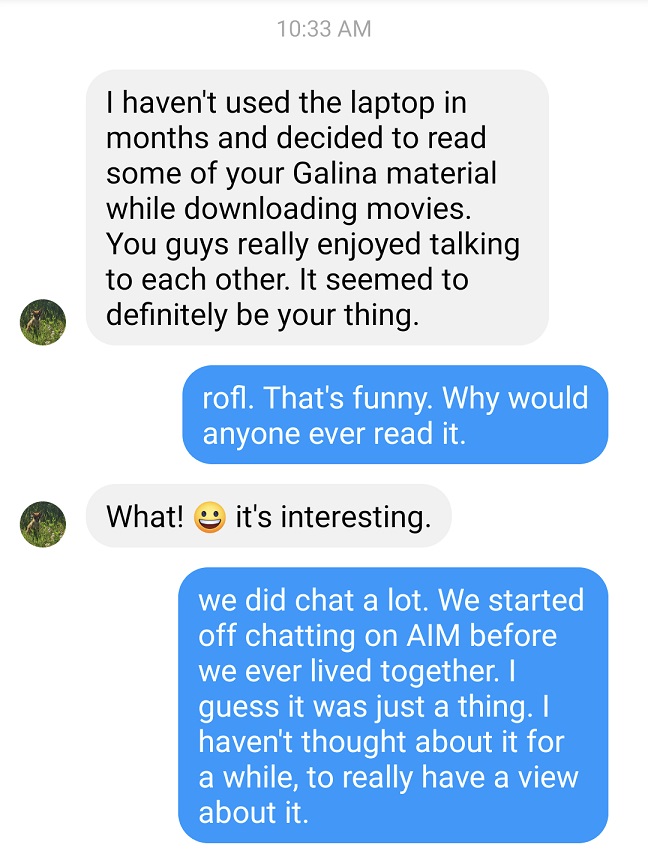 10:33 AM
I haven't used the laptop in
months and decided to read
some of your Galina material
while downloading movies.
You guys really enjoyed talking
to each other. It seemed to
definitely be your thing.
rofl. That's funny. Why would
anyone ever read it.
What! 😀 it's interesting.
we did chat a lot. We started
off chatting on AIM before
we ever lived together. I
guess it was just a thing. I
haven't thought about it for
a while, to really have a view
about it.